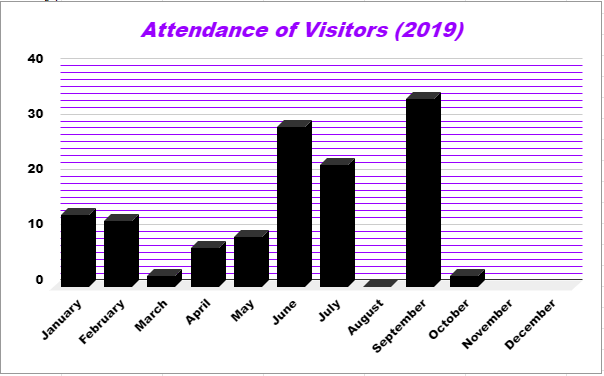 Attendance of Visitors (2019)
40
30
20
10
0
January
February
March
April
May
June
July
August
September
October
November
December